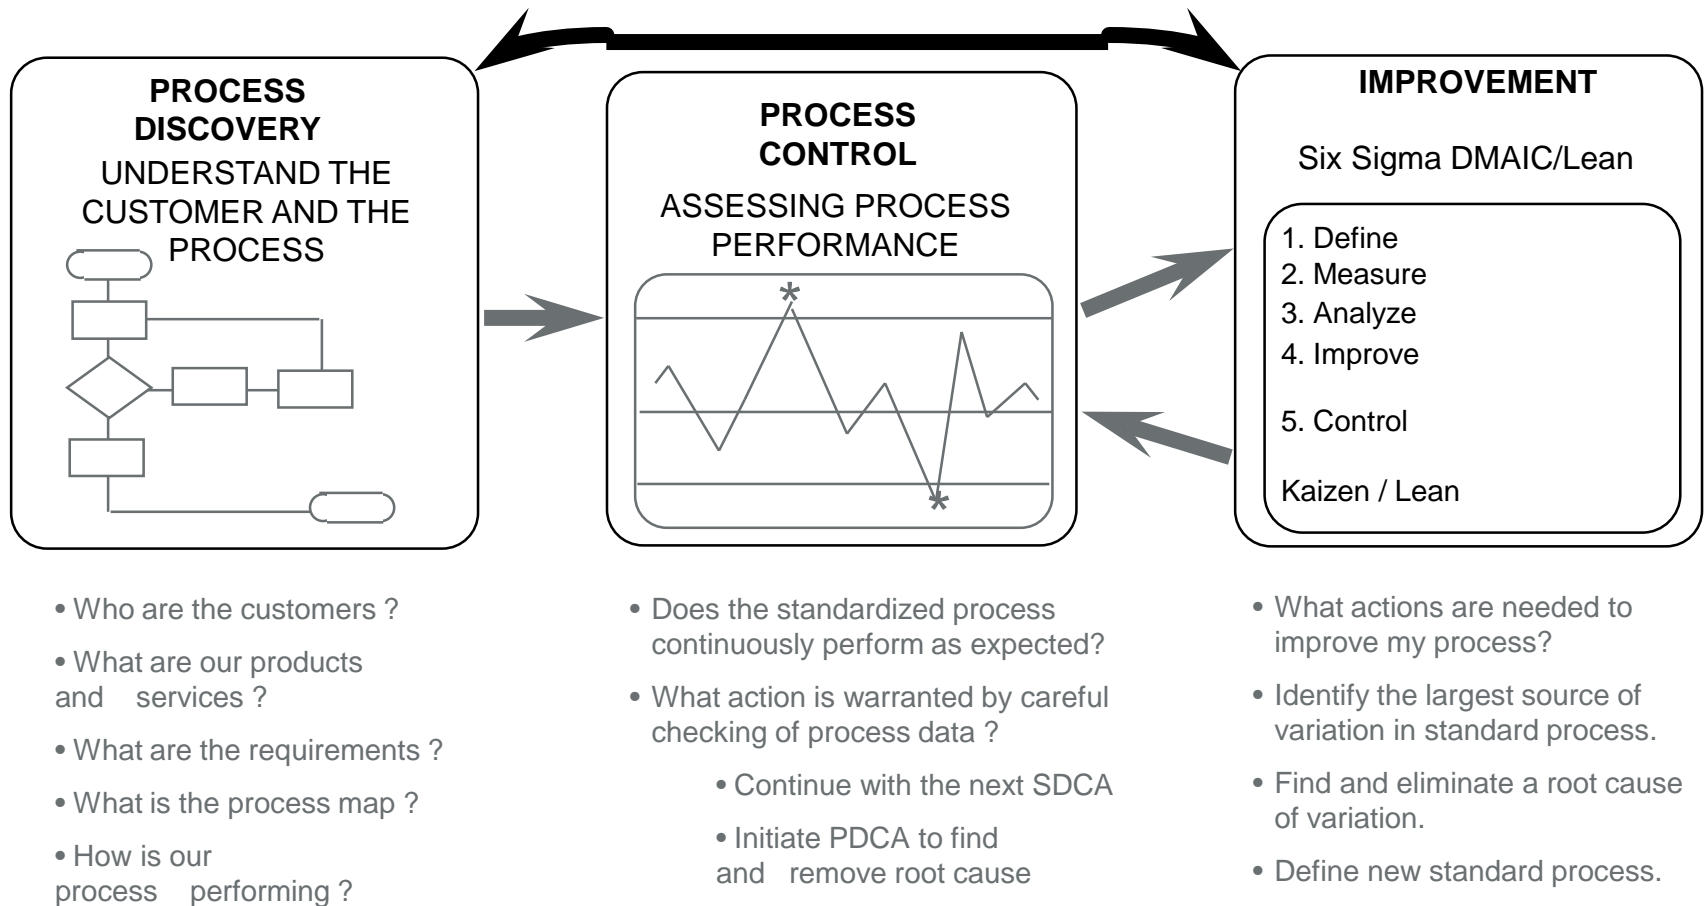 PROCESS
DISCOVERY
UNDERSTAND THE
CUSTOMER AND THE
PROCESS
• Who are the customers ?
• What are our products
and services ?
• What are the requirements ?
• What is the process map ?
• How is our
process performing ?
PROCESS
CONTROL
ASSESSING PROCESS
PERFORMANCE
*
*
• Does the standardized process
continuously perform as expected?
• What action is warranted by careful
checking of process data ?
• Continue with the next SDCA
• Initiate PDCA to find
and remove root cause
IMPROVEMENT
Six Sigma DMAIC/Lean
1. Define
2. Measure
3. Analyze
4. Improve
5. Control
Kaizen / Lean
• What actions are needed to
improve my process?
• Identify the largest source of
variation in standard process.
• Find and eliminate a root cause
of variation.
• Define new standard process.